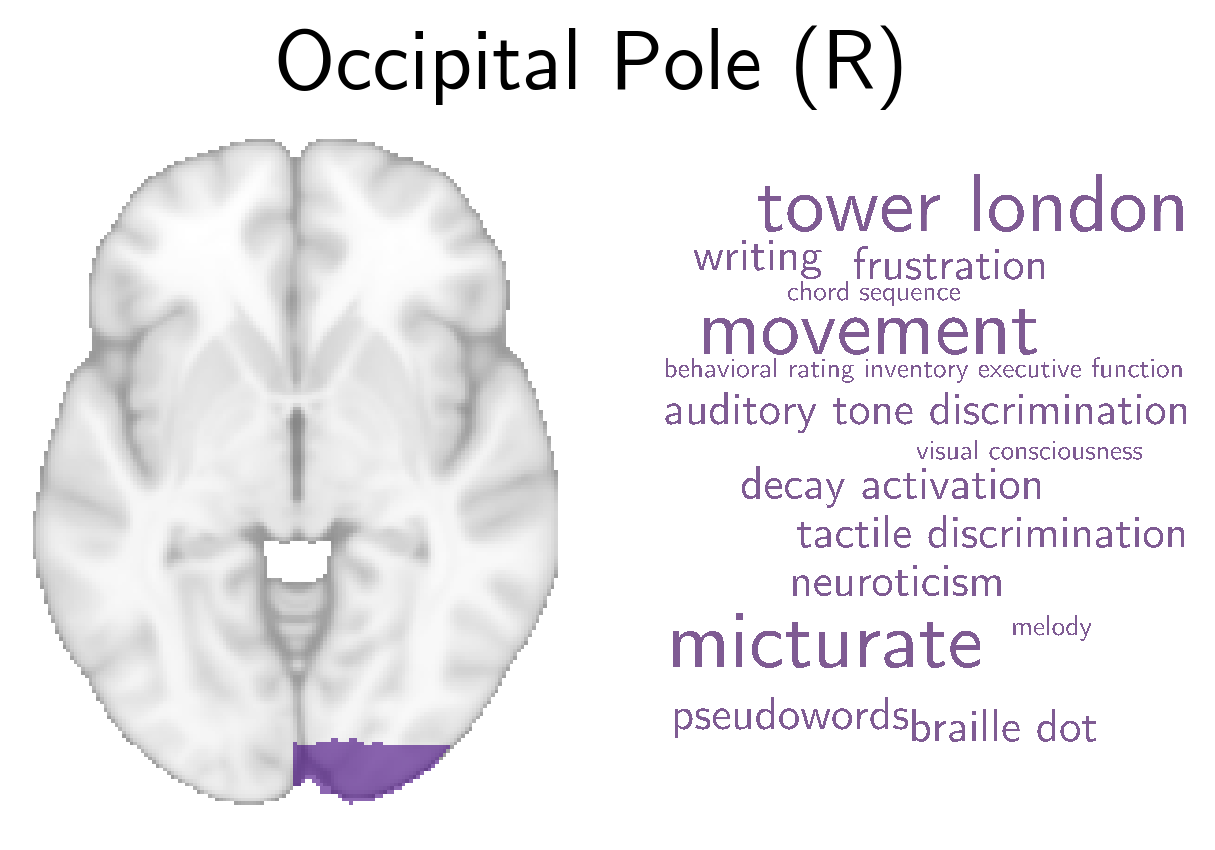 Occipital Pole (R)
tower london
writing frustration
chord sequence
movement
behavioral rating inventory executive function
auditory tone discrimination
visual consciousness
decay activation
tactile discrimination
neuroticism
micturate melody
pseudowords braille dot